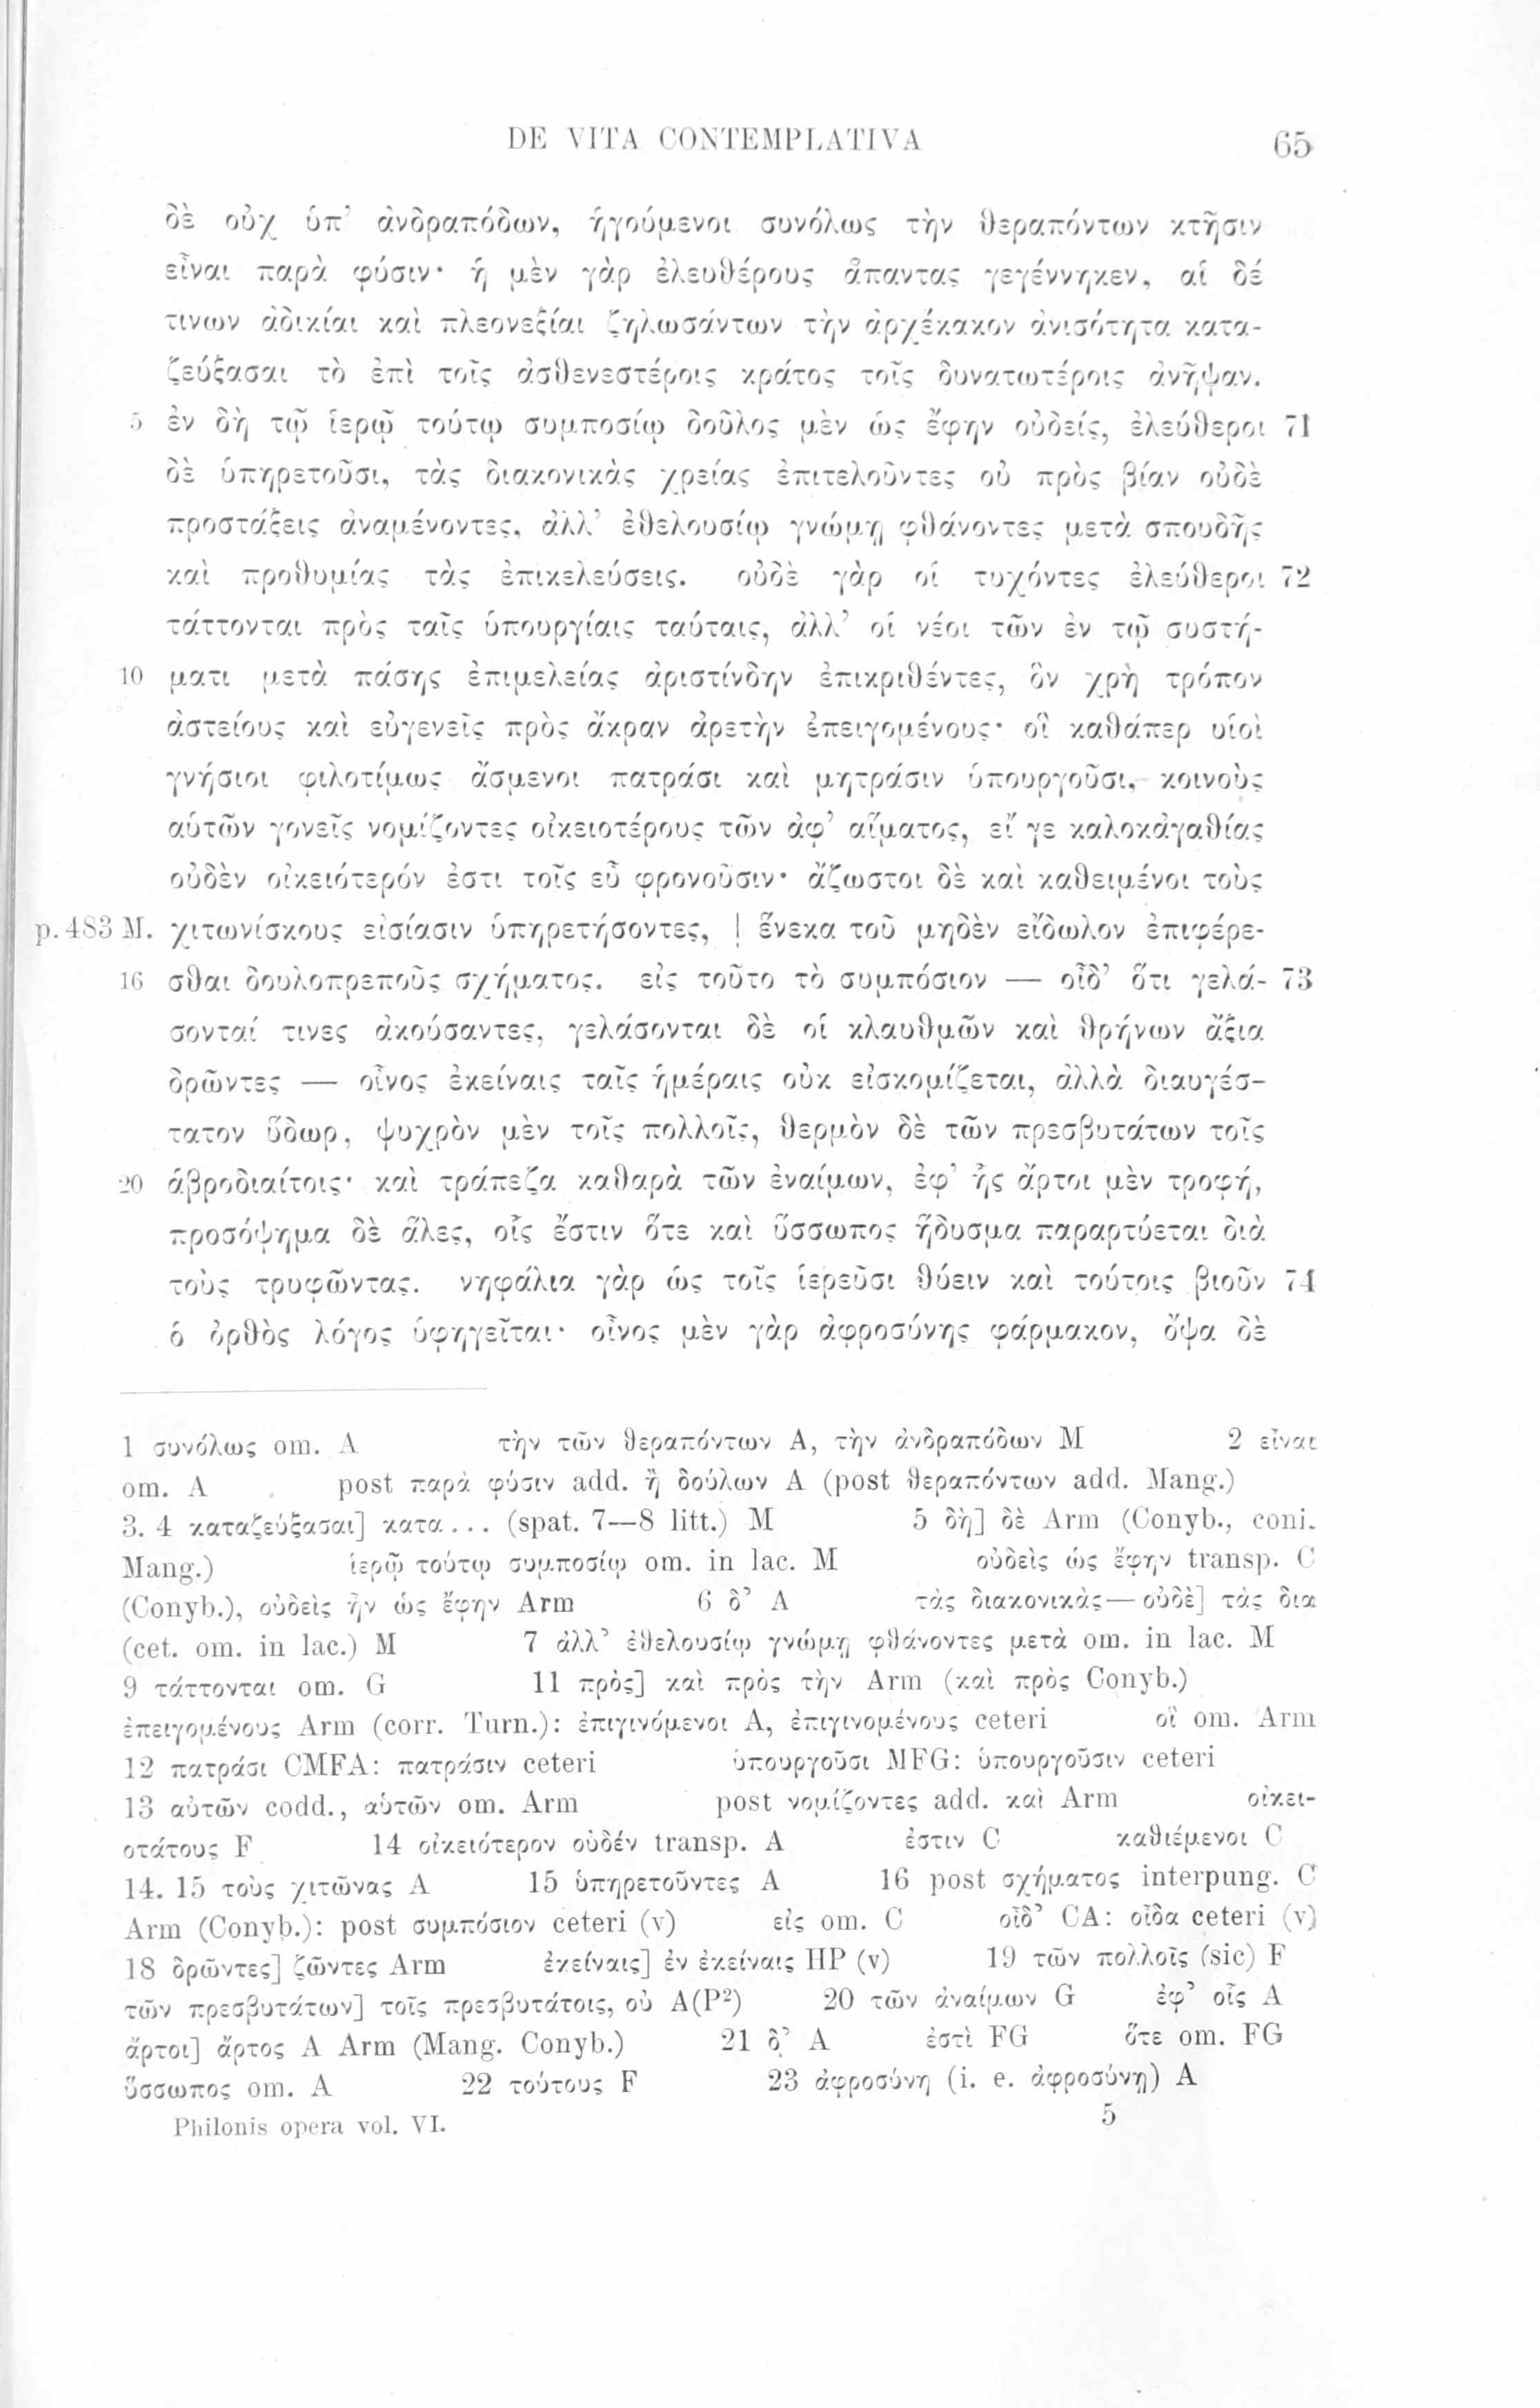 DE VITA CONTEMPLATIVA 65
δὲ οὐχ ὑπ’ ἀνδραπόδων, ἡγούμενοι συνόλως τὴν θεραπόντων κτῆσιν
εἶναι παρὰ φύσιν· ἡ μὲν γὰρ ἐλευθέρους ἅπαντας γεγέννηκεν, αἱ δέ
τινων ἀδικίαι καὶ πλεονεξίαι ζηλωσάντων τὴν ἀρχέκακον ἀνισότητα κατα-
ζεύξασαι τὸ ἐπὶ τοῖς ἀσθενεστέροις κράτος τοῖς δυνατωτέροις ἀνῆψαν.
5 ἐν δὴ τῷ ἱερῷ τούτῳ συμποσίῳ δοῦλος μὲν ὡς ἔφην οὐδείς, ἐλεύθεροι 71
δὲ ὑπηρετοῦσι, τὰς διακονικὰς χρείας ἐπιτελοῦντες οὐ πρὸς βίαν οὐδὲ
προστάξεις ἀναμένοντες, ἀλλ’ ἐθελουσίῳ γνώμῃ φθάνοντες μετὰ σπουδῆς
καὶ προθυμίας τὰς ἐπικελεύσεις. οὐδὲ γὰρ οἱ τυχόντες ἐλεύθεροι 72
τάττονται πρὸς ταῖς ὑπουργίαις ταύταις, ἀλλ’ οἱ νέοι τῶν ἐν τῷ συστή-
10 ματι μετὰ πάσης ἐπιμελείας ἀριστίνδην ἐπικριθέντες, ὃν χρὴ τρόπον
ἀστείους καὶ εὐγενεῖς πρὸς ἄκραν ἀρετὴν ἐπειγομένους· οἳ καθάπερ υἱοὶ
γνήσιοι φιλοτίμως ἄσμενοι πατράσι καὶ μητράσιν ὑπουργοῦσι, κοινοὺς
αὑτῶν γονεῖς νομίζοντες οἰκειοτέρους τῶν ἀφ’ αἵματος, εἴ γε καλοκἀγαθίας
οὐδὲν οἰκειότερόν ἐστι τοῖς εὖ φρονοῦσιν· ἄζωστοι δὲ καὶ καθειμένοι τοὺς
p. 483 M. χιτωνίσκους εἰσίασιν ὑπηρετήσοντες, | ἕνεκα τοῦ μηδὲν εἴδωλον ἐπιφέρε-
16 σθαι δουλοπρεποῦς σχήματος. εἰς τοῦτο τὸ συμπόσιον — οἶδ’ ὅτι γελά- 73
σονταί τινες ἀκούσαντες, γελάσονται δὲ οἱ κλαυθμῶν καὶ θρήνων ἄξια
δρῶντες — οἶνος ἐκείναις ταῖς ἡμέραις οὐκ εἰσκομίζεται, ἀλλὰ διαυγέσ-
τατον ὕδωρ, ψυχρὸν μὲν τοῖς πολλοῖς, θερμὸν δὲ τῶν πρεσβυτάτων τοῖς
20 ἁβροδιαίτοις· καὶ τράπεζα καθαρὰ τῶν ἐναίμων, ἐφ’ ἧς ἄρτοι μὲν τροφή,
προσόψημα δὲ ἅλες, οἷς ἔστιν ὅτε καὶ ὕσσωπος ἥδυσμα παραρτύεται διὰ
τοὺς τρυφῶντας. νηφάλια γὰρ ὡς τοῖς ἱερεῦσι θύειν καὶ τούτοις βιοῦν 74
ὁ ὀρθὸς λόγος ὑφηγεῖται· οἶνος μὲν γὰρ ἀφροσύνης φάρμακον, ὄψα δὲ
1 συνόλως om. A τὴν τῶν θεραπόντων A, τὴν ἀνδραπόδων M 2 εἶναι
om. A post παρὰ φύσιν add. ἢ δούλων A (post θεραπόντων add. Mang.)
3. 4 καταζεύξασαι] κατα... (spat. 7—8 litt.) M 5 δὴ] δὲ Arm (Conyb., coni.
Mang.) ἱερῷ τούτῳ συμποσίῳ om. in lac. M οὐδεὶς ὡς ἔφην transp. C
(Conyb.), οὐδεὶς ἦν ὡς ἔφην Arm 6 δ’ A τὰς διακονικὰς—οὐδὲ] τὰς δια
(cet. om. in lac.) M 7 ἀλλ’ ἐθελουσίῳ γνώμῃ φθάνοντες μετὰ om. in lac. M
9 τάττονται om. G 11 πρὸς] καὶ πρὸς τὴν Arm (καὶ πρὸς Conyb.)
ἐπειγομένους Arm (corr. Turn.): ἐπιγινόμενοι A, ἐπιγινομένους ceteri οἳ om. Arm
12 πατράσι CMFA: πατράσιν ceteri ὑπουργοῦσι MFG: ὑπουργοῦσιν ceteri
13 αὐτῶν codd., αὑτῶν om. Arm post νομίζοντες add. καὶ Arm οἰκει-
οτάτους F 14 οἰκειότερον οὐδέν transp. A ἐστιν C καθιέμενοι C
14. 15 τοὺς χιτῶνας A 15 ὑπηρετοῦντες A 16 post σχήματος interpung. C
Arm (Conyb.): post συμπόσιον ceteri (v) εἰς om. C οἶδ’ CA: οἶδα ceteri (v)
18 δρῶντες] ζῶντες Arm ἐκείναις] ἐν ἐκείναις HP (v) 19 τῶν πολλοῖς (sic) F
τῶν πρεσβυτάτων] τοῖς πρεσβυτάτοις, οὐ A(P²) 20 τῶν ἀναίμων G ἐφ’ οἷς A
ἄρτοι] ἄρτος A Arm (Mang. Conyb.) 21 δ’ A ἐστὶ FG ὅτε om. FG
ὕσσωπος om. A 22 τούτους F 23 ἀφροσύνη (i. e. ἀφροσύνῃ) A
Philonis opera vol. VI. 5